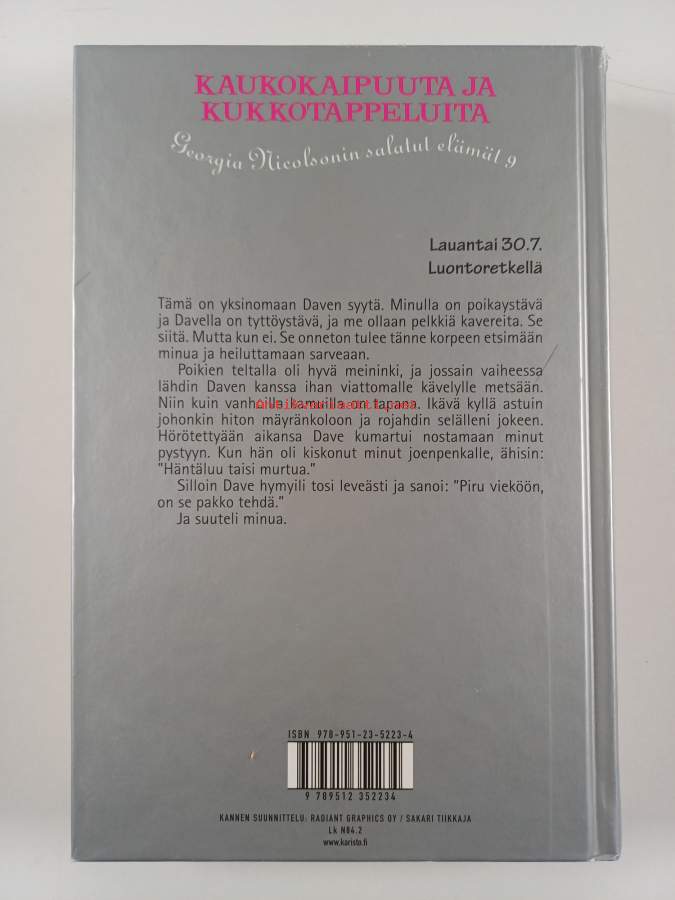 KAUKOKAIPUUTA JA
KUKKOTAPPELUITA
Georgia Nicolsonin salatut elämät 9
Lauantai 30.7.
Luontoretkellä
Tämä on yksinomaan Daven syytä. Minulla on poikaystävä
ja Davella on tyttöystävä, ja me ollaan pelkkiä kavereita. Se
siitä. Mutta kun ei. Se onneton tulee tänne korpeen etsimään
minua ja heiluttamaan sarveaan.
Poikien teltalla oli hyvä meininki, ja jossain vaiheessa
lähdin Daven kanssa ihan viattomalle kävelylle metsään.
Niin kuin vanhoilla kamuilla on tapana. Ikävä kyllä astuin
johonkin hiton mäyränkoloon ja rojahdin selälleni jokeen.
Hörötettyään aikansa Dave kumartui nostamaan minut
pystyyn. Kun hän oli kiskonut minut joenpenkalle, ähisin:
"Häntäluu taisi murtua."
Silloin Dave hymyili tosi leveästi ja sanoi: "Piru vieköön,
on se pakko tehdä."
Ja suuteli minua.
ISBN 978-951-23-5223-4
9 789512 352234
KANNEN SUUNNITTELU: RADIANT GRAPHICS OY / SAKARI TIIKKAJA
Lk N84.2
www.karisto.fi